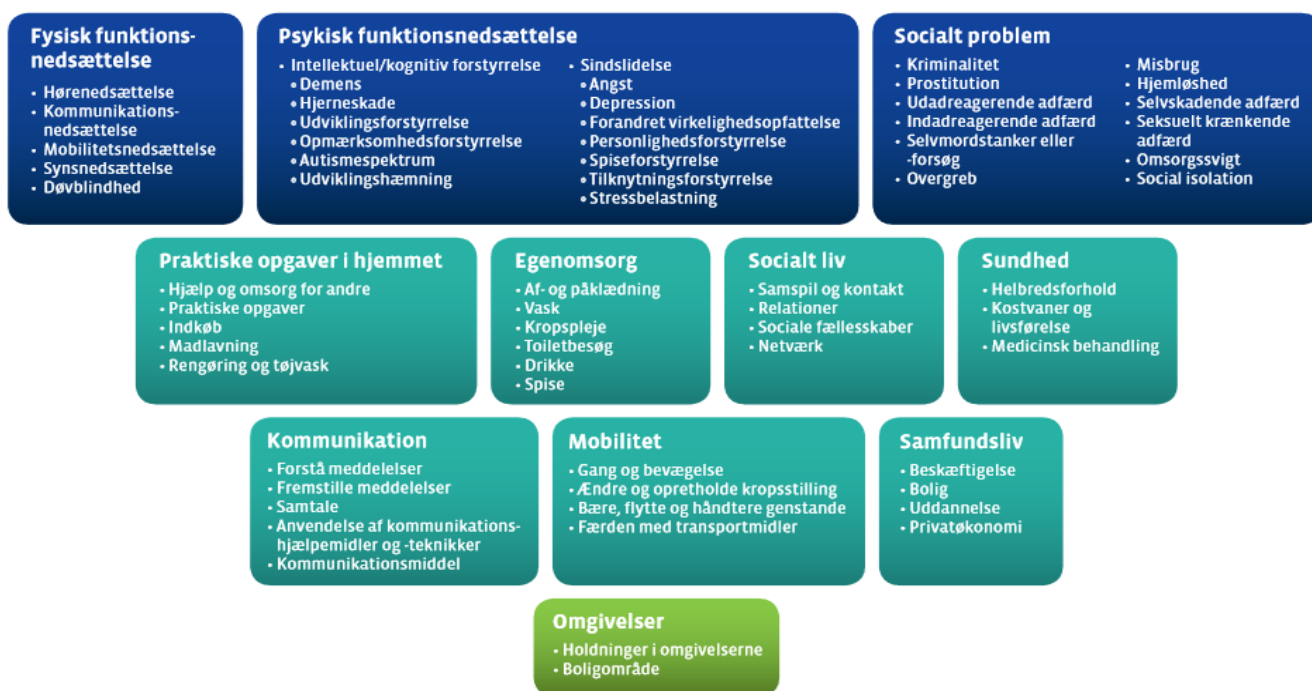 Fysisk funktions-
nedsættelse
• Hørenedsættelse
• Kommunikations-
nedsættelse
• Mobilitetsnedsættelse
• Synsnedsættelse
• Døvblindhed
Psykisk funktionsnedsættelse
• Intellektuel/kognitiv forstyrrelse
• Demens
• Hjerneskade
• Udviklingsforstyrrelse
• Opmærksomhedsforstyrrelse
• Autismespektrum
• Udviklingshæmning
• Sindslidelse
• Angst
• Depression
• Forandret virkelighedsopfattelse
• Personlighedsforstyrrelse
• Spiseforstyrrelse
• Tilknytningsforstyrrelse
• Stressbelastning
Socialt problem
• Kriminalitet
• Prostitution
• Udadreagerende adfærd
• Indadreagerende adfærd
• Selvmordstanker eller
-forsøg
• Overgreb
• Misbrug
• Hjemløshed
• Selvskadende adfærd
• Seksuelt krænkende
adfærd
• Omsorgssvigt
• Social isolation
Praktiske opgaver i hjemmet
• Hjælp og omsorg for andre
• Praktiske opgaver
• Indkøb
• Madlavning
• Rengøring og tøjvask
Egenomsorg
• Af- og påklædning
• Vask
• Kropspleje
• Toiletbesøg
• Drikke
• Spise
Socialt liv
• Samspil og kontakt
• Relationer
• Sociale fællesskaber
• Netværk
Sundhed
• Helbredsforhold
• Kostvaner og
livsførelse
• Medicinsk behandling
Kommunikation
• Forstå meddelelser
• Fremstille meddelelser
• Samtale
• Anvendelse af kommunikations-
hjælpemidler og -teknikker
• Kommunikationsmiddel
Mobilitet
• Gang og bevægelse
• Ændre og opretholde kropsstilling
• Bære, flytte og håndtere genstande
• Færden med transportmidler
Samfundsliv
• Beskæftigelse
• Bolig
• Uddannelse
• Privatøkonomi
Omgivelser
• Holdninger i omgivelserne
• Boligområde